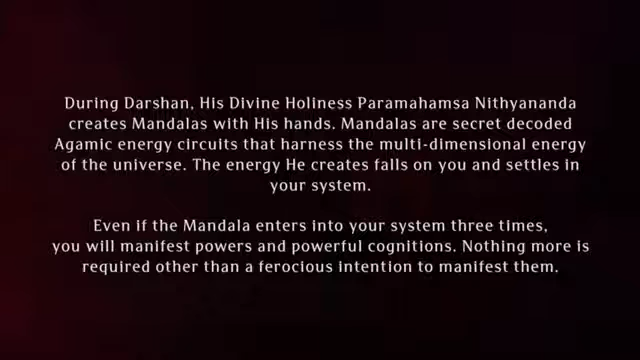 During Darshan, His Divine Holiness Paramahamsa Nithyananda
creates Mandalas with His hands. Mandalas are secret decoded
Agamic energy circuits that harness the multi-dimensional energy
of the universe. The energy He creates falls on you and settles in
your system.
Even if the Mandala enters into your system three times,
you will manifest powers and powerful cognitions. Nothing more is
required other than a ferocious intention to manifest them.